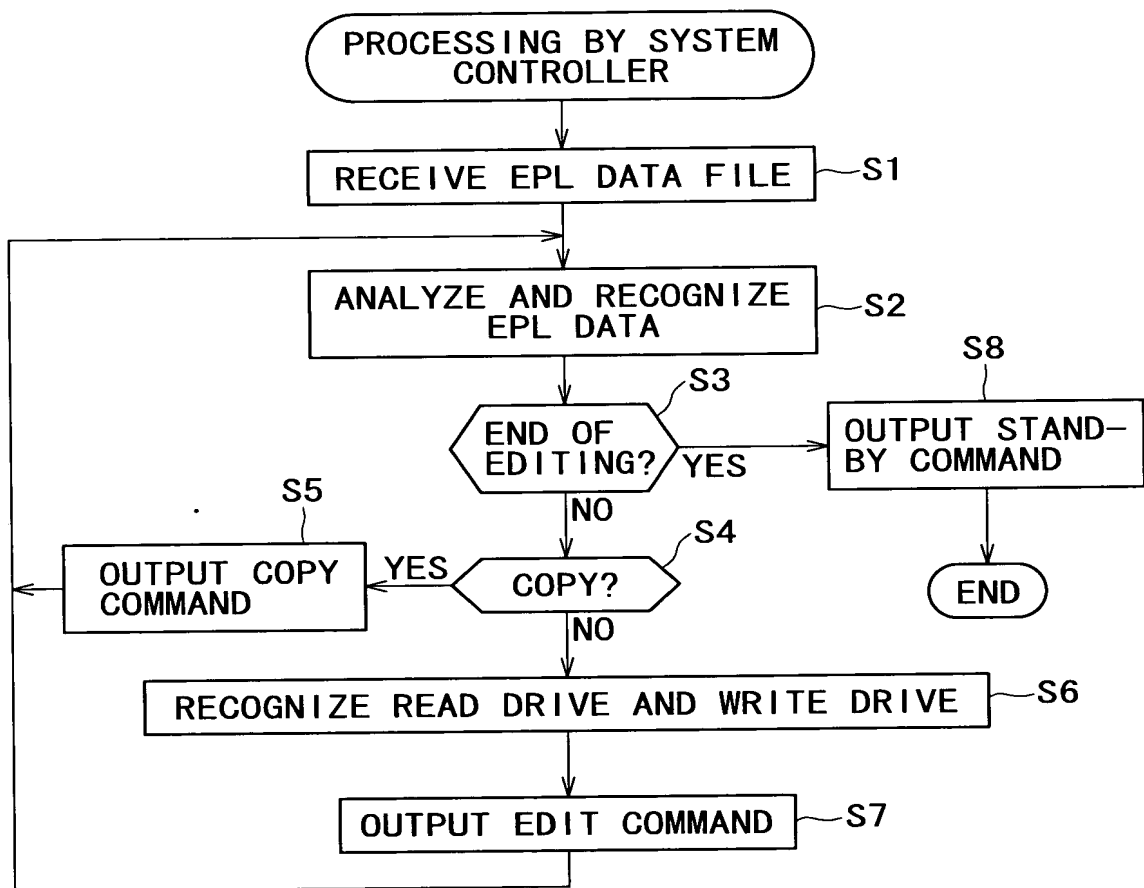 PROCESSING BY SYSTEM
CONTROLLER
RECEIVE EPL DATA FILE
S1
ANALYZE AND RECOGNIZE
EPL DATA
S2
S3
END OF
EDITING?
YES
NO
S8
OUTPUT STAND-
BY COMMAND
END
S4
COPY?
YES
NO
S5
OUTPUT COPY
COMMAND
RECOGNIZE READ DRIVE AND WRITE DRIVE
S6
OUTPUT EDIT COMMAND
S7